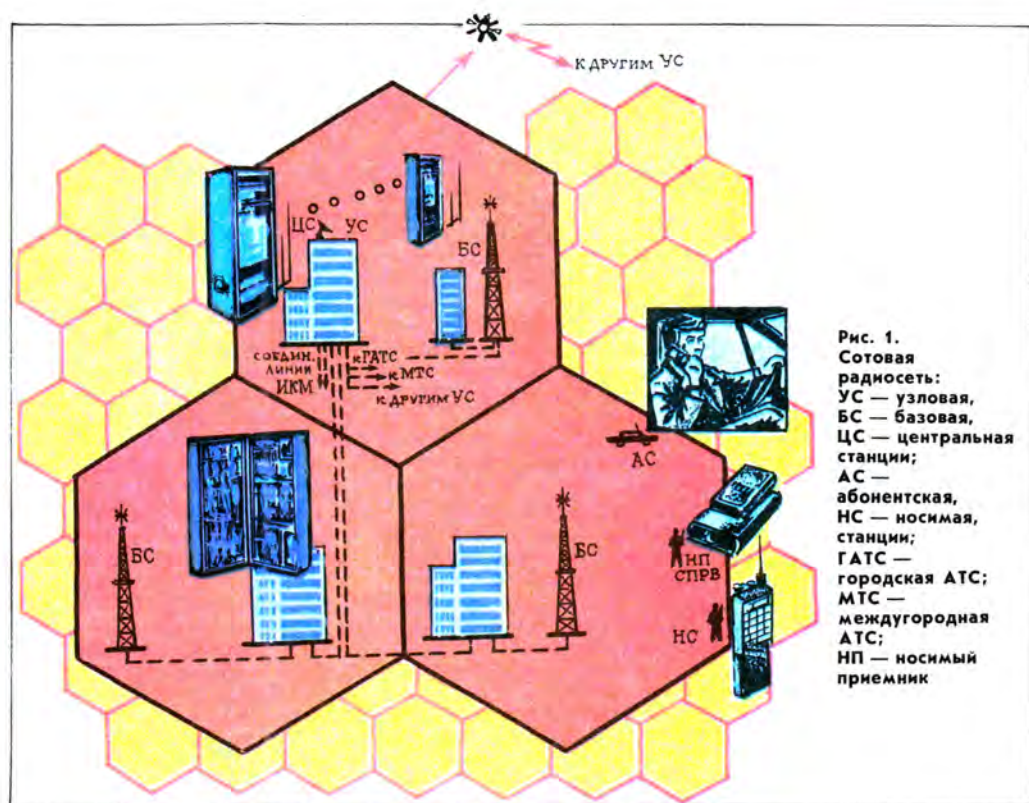 К ДРУГИМ УС
ЦС
УС
БС
СОЕДИН.
ЛИНИИ
ИКМ
К ГАТС
К МТС
К ДРУГИМ УС
АС
БС
БС
НП
СПРВ
НС
Рис. 1.
Сотовая
радиосеть:
УС — узловая,
БС — базовая,
ЦС — центральная
станции;
АС —
абонентская,
НС — носимая,
станции;
ГАТС —
городская АТС;
МТС —
междугородная
АТС;
НП — носимый
приемник